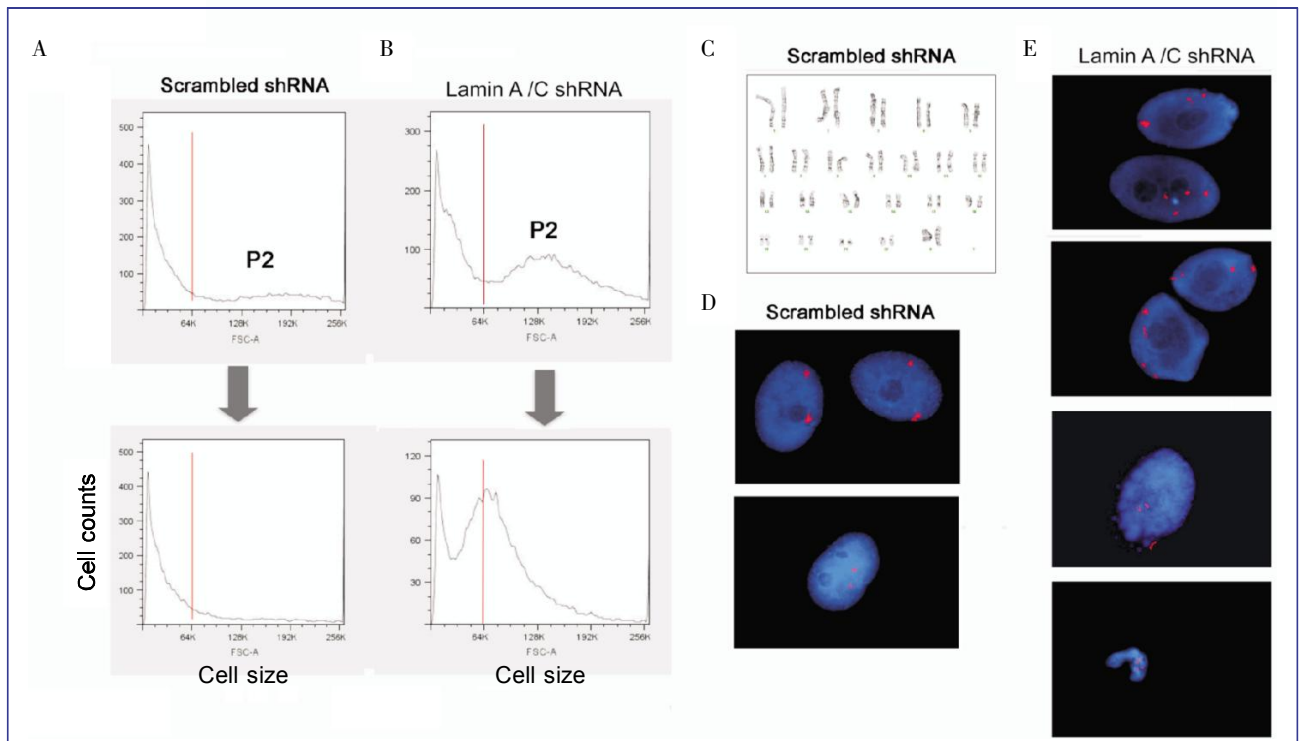 A
Scrambled shRNA
500
400
300
200
100
P2
64K 128K 192K 256K
FSC-A
500
400
300
200
100
64K 128K 192K 256K
FSC-A
Cell counts
Cell size
B
Lamin A /C shRNA
300
200
100
P2
64K 128K 192K 256K
FSC-A
120
90
60
30
64K 128K 192K 256K
FSC-A
Cell size
C
Scrambled shRNA
D
Scrambled shRNA
E
Lamin A /C shRNA